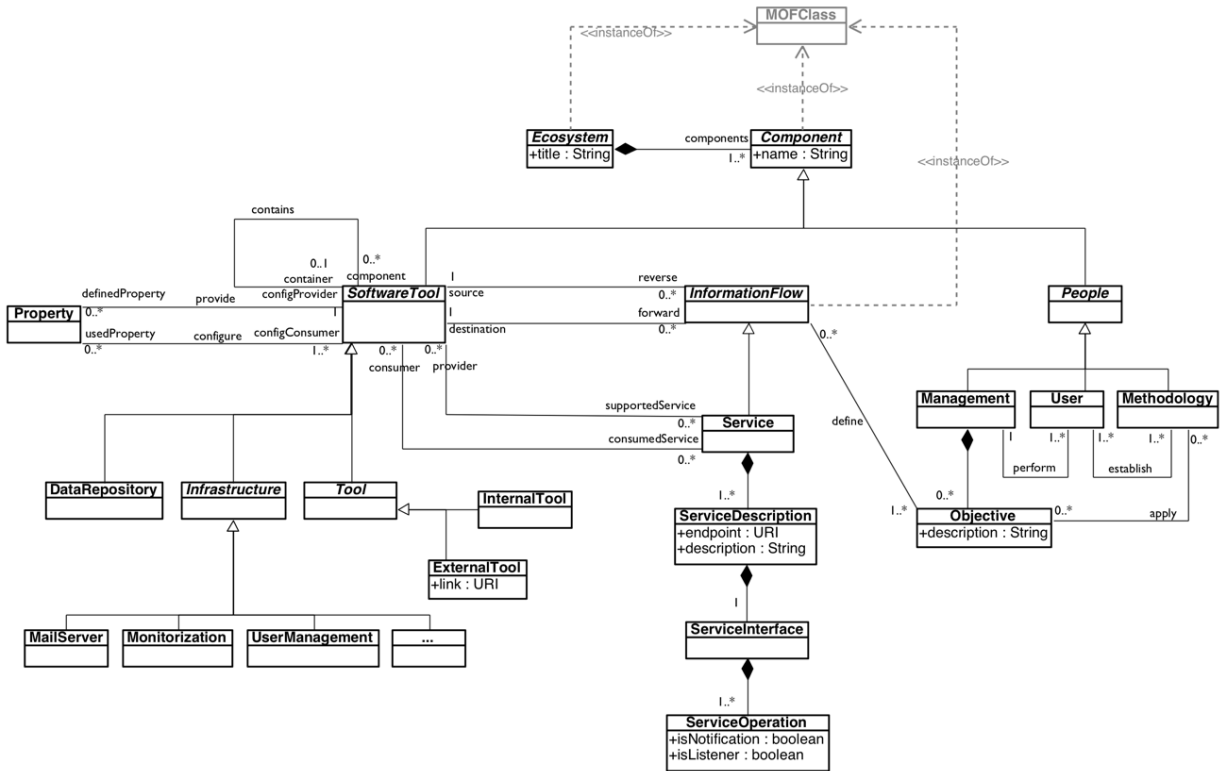 MOFClass
<<instanceOf>>
<<instanceOf>>
<<instanceOf>>
Ecosystem
+title : String
components
1..*
Component
+name : String
contains
0..1
0..*
container
component
definedProperty
provide
configProvider
0..*
1
Property
usedProperty
configure
configConsumer
0..*
1..*
SoftwareTool
1
source
reverse
0..*
1
destination
forward
0..*
InformationFlow
People
0..*
consumer
0..*
provider
0..*
define
supportedService
0..*
consumedService
0..*
Service
Management
User
Methodology
1
perform
1..*
1..*
establish
1..*
0..*
apply
0..*
0..*
1..*
Objective
+description : String
DataRepository
Infrastructure
Tool
InternalTool
ExternalTool
+link : URI
1..*
ServiceDescription
+endpoint : URI
+description : String
1
ServiceInterface
MailServer
Monitorization
UserManagement
...
1..*
ServiceOperation
+isNotification : boolean
+isListener : boolean